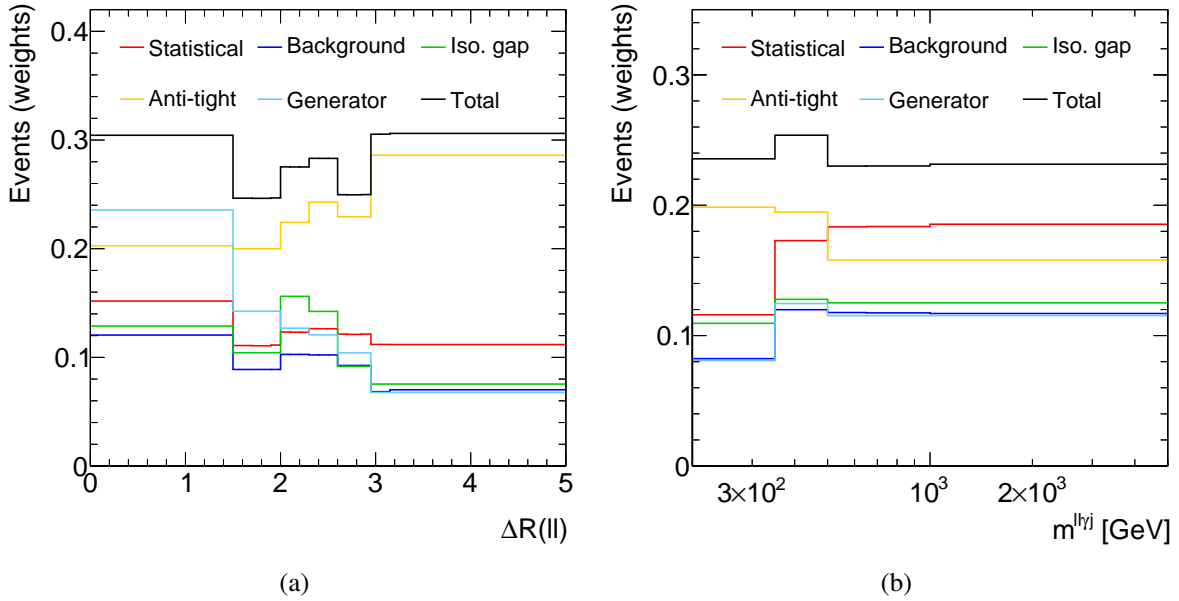 Events (weights)
0.4
Statistical Background Iso. gap
Anti-tight Generator Total
0.3
0.2
0.1
0
0 1 2 3 4 5
ΔR(ll)
(a)
Events (weights)
Statistical Background Iso. gap
0.3
Anti-tight Generator Total
0.2
0.1
0
3×10² 10³ 2×10³
m^{llγj} [GeV]
(b)